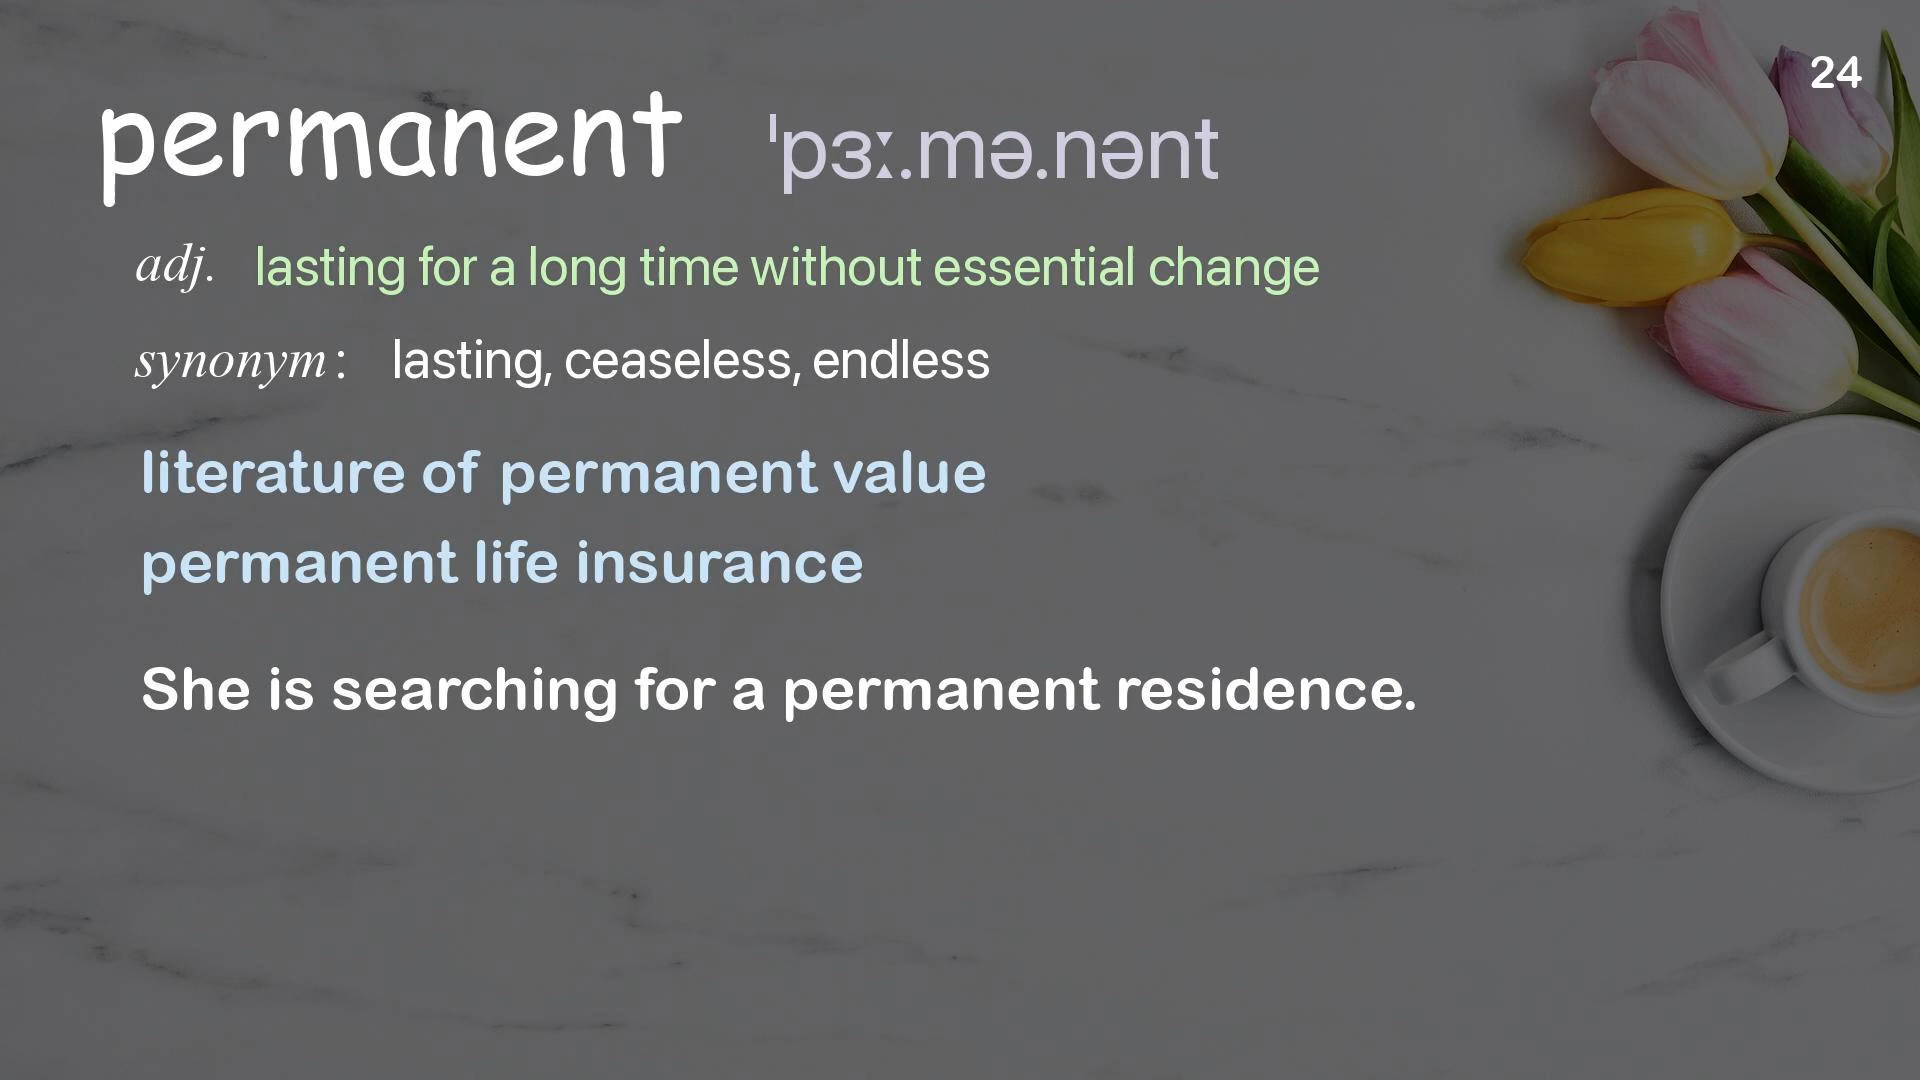 24
permanent ˈpɜː.mə.nənt
adj. lasting for a long time without essential change
synonym: lasting, ceaseless, endless
literature of permanent value
permanent life insurance
She is searching for a permanent residence.